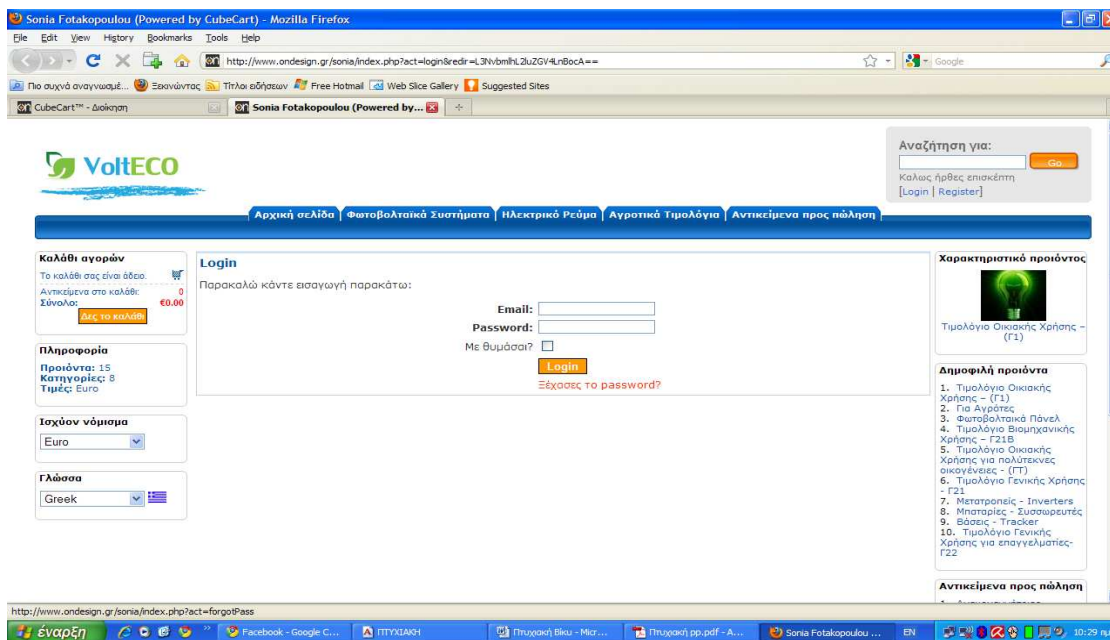 Sonia Fotakopoulou (Powered by CubeCart) - Mozilla Firefox
File Edit View History Bookmarks Tools Help
http://www.ondesign.gr/sonia/index.php?act=login&redir=L3NvbmlhL2luZGV4LnBocA==
Google
Πιο συχνά αναγνωσμέ... Ξεκινώντας Τίτλοι ειδήσεων Free Hotmail Web Slice Gallery Suggested Sites
CubeCart™ - Διοίκηση
Sonia Fotakopoulou (Powered by...
VoltECO
Αναζήτηση για:
Go
Καλως ήρθες επισκέπτη
[Login | Register]
Αρχική σελίδα Φωτοβολταϊκά Συστήματα Ηλεκτρικό Ρεύμα Αγροτικά Τιμολόγια Αντικείμενα προς πώληση
Καλάθι αγορών
Το καλάθι σας είναι άδειο.
Αντικείμενα στο καλάθι: 0
Σύνολο: €0.00
Δες το καλάθι
Πληροφορία
Προιόντα: 15
Κατηγορίες: 8
Τιμές: Euro
Ισχύον νόμισμα
Euro
Γλώσσα
Greek
Login
Παρακαλώ κάντε εισαγωγή παρακάτω:
Email:
Password:
Με θυμάσαι?
Login
Ξέχασες το password?
Χαρακτηριστικό προιόντος
Τιμολόγιο Οικιακής Χρήσης –
(Γ1)
Δημοφιλή προιόντα
1. Τιμολόγιο Οικιακής
Χρήσης – (Γ1)
2. Για Αγρότες
3. Φωτοβολταικά Πάνελ
4. Τιμολόγιο Βιομηχανικής
Χρήσης – Γ21Β
5. Τιμολόγιο Οικιακής
Χρήσης για πολύτεκνες
οικογένειες - (ΓΤ)
6. Τιμολόγιο Γενικής Χρήσης
- Γ21
7. Μετατροπείς - Inverters
8. Μπαταρίες - Συσσωρευτές
9. Βάσεις - Tracker
10. Τιμολόγιο Γενικής
Χρήσης για επαγγελματίες-
Γ22
Αντικείμενα προς πώληση
http://www.ondesign.gr/sonia/index.php?act=forgotPass
έναρξη
Facebook - Google C...
ΠΤΥΧΙΑΚΗ
Πτυχιακή Βίκυ - Micr...
Πτυχιακή pp.pdf - A...
Sonia Fotakopoulou ...
EN
10:29 πμ